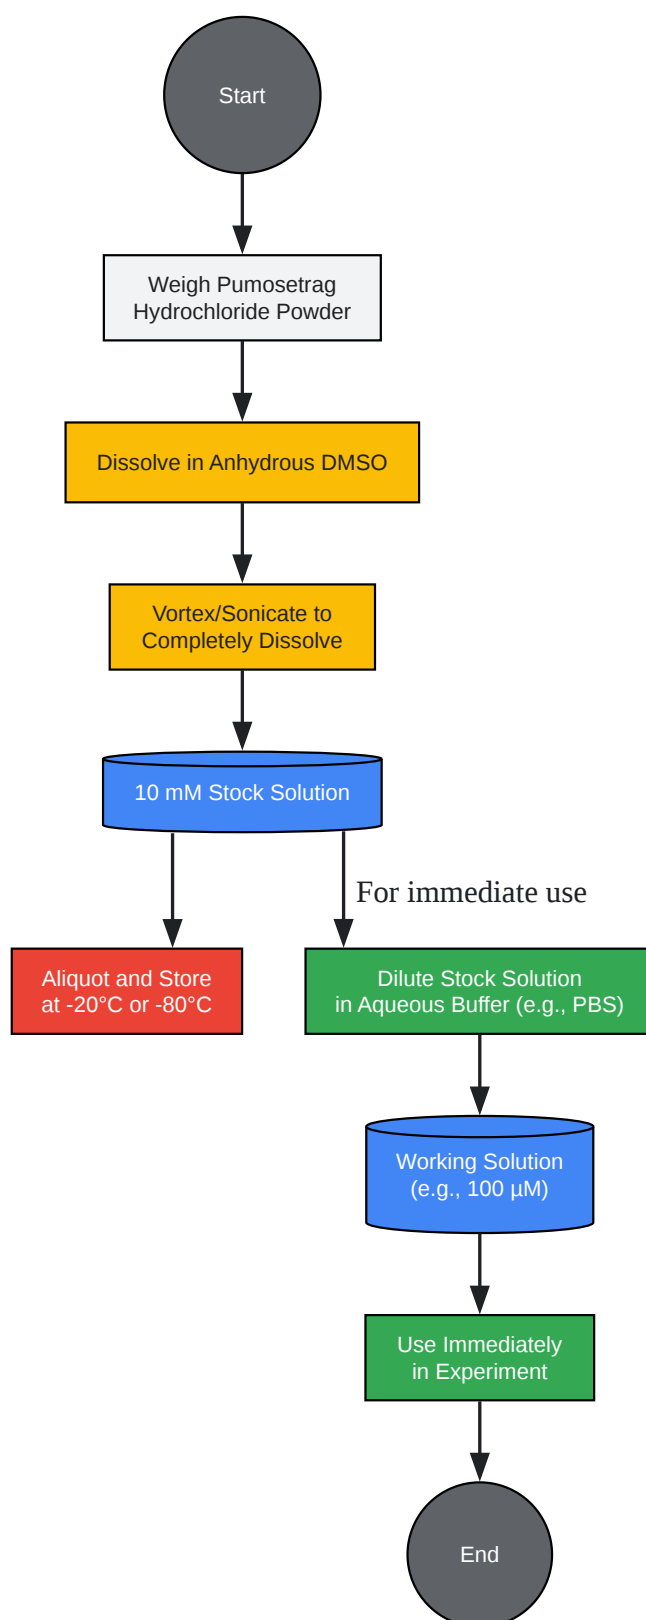 Start
Weigh Pumosetrag
Hydrochloride Powder
Dissolve in Anhydrous DMSO
Vortex/Sonicate to
Completely Dissolve
10 mM Stock Solution
For immediate use
Aliquot and Store
at -20°C or -80°C
Dilute Stock Solution
in Aqueous Buffer (e.g., PBS)
Working Solution
(e.g., 100 µM)
Use Immediately
in Experiment
End